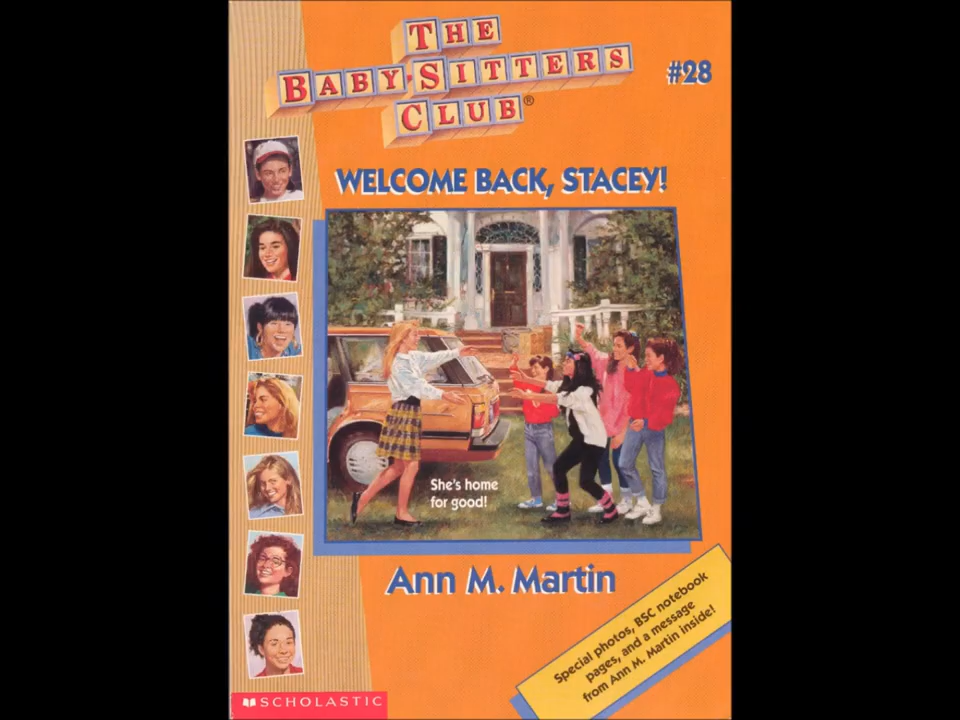 THE
BABY-SITTERS
CLUB®
#28
WELCOME BACK, STACEY!
She's home
for good!
Ann M. Martin
Special photos, BSC notebook
pages, and a message
from Ann M. Martin inside!
SCHOLASTIC